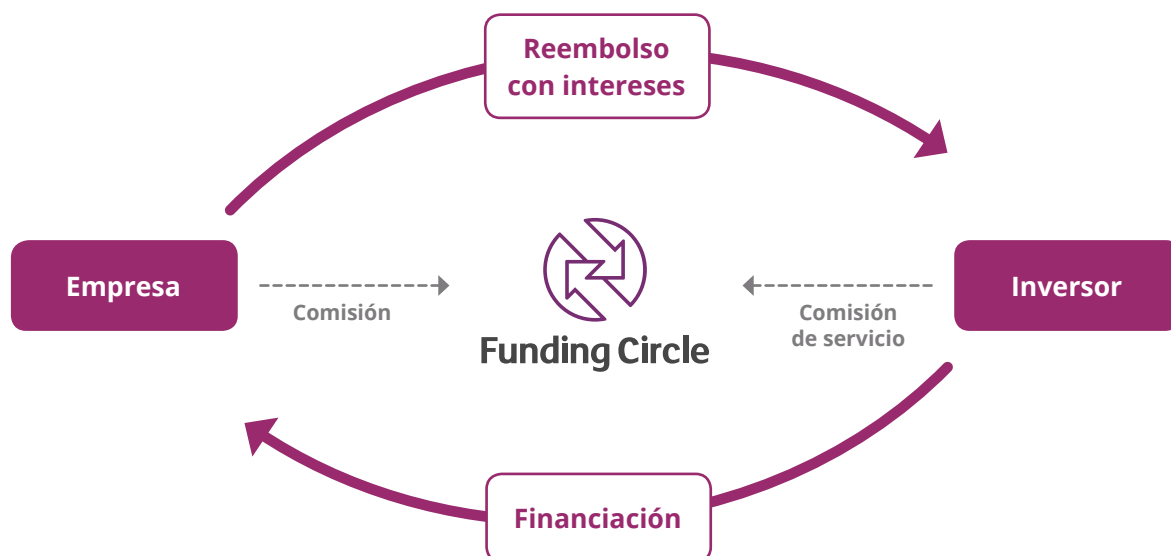 Reembolso
con intereses
Empresa
Comisión
Funding Circle
Comisión
de servicio
Inversor
Financiación